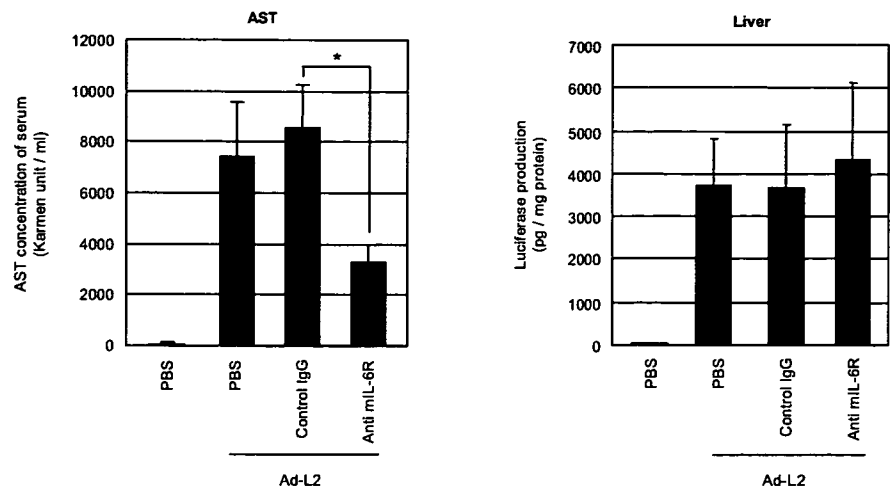 AST
12000
10000
8000
6000
4000
2000
0
AST concentration of serum
(Karmen unit / ml)
*
PBS
PBS
Control IgG
Anti mIL-6R
Ad-L2
Liver
7000
6000
5000
4000
3000
2000
1000
0
Luciferase production
(pg / mg protein)
PBS
PBS
Control IgG
Anti mIL-6R
Ad-L2